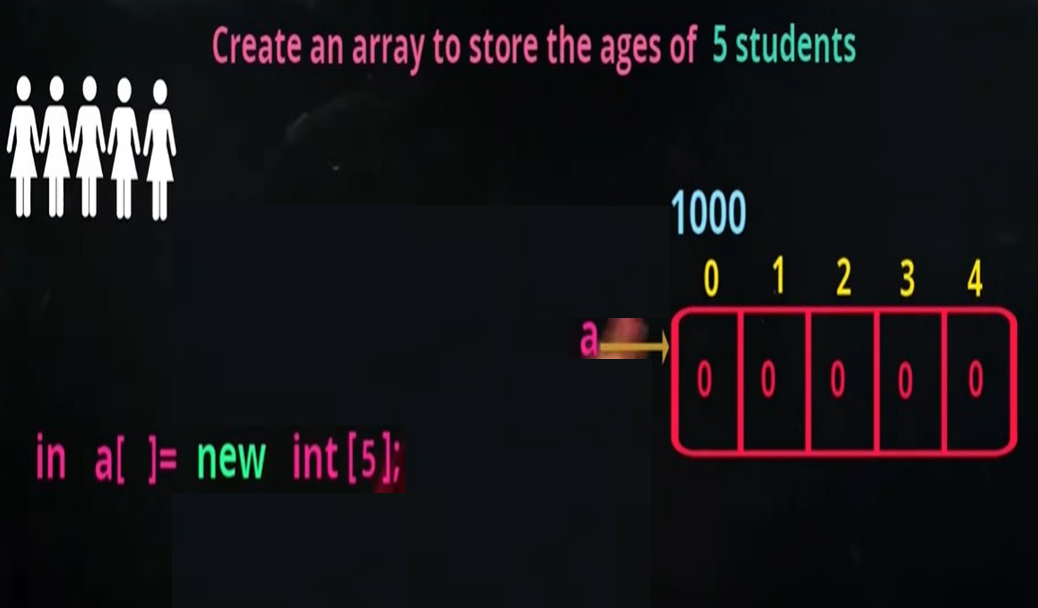 Create an array to store the ages of 5 students
1000
0 1 2 3 4
a
0 0 0 0 0
in a[ ]= new int [5];